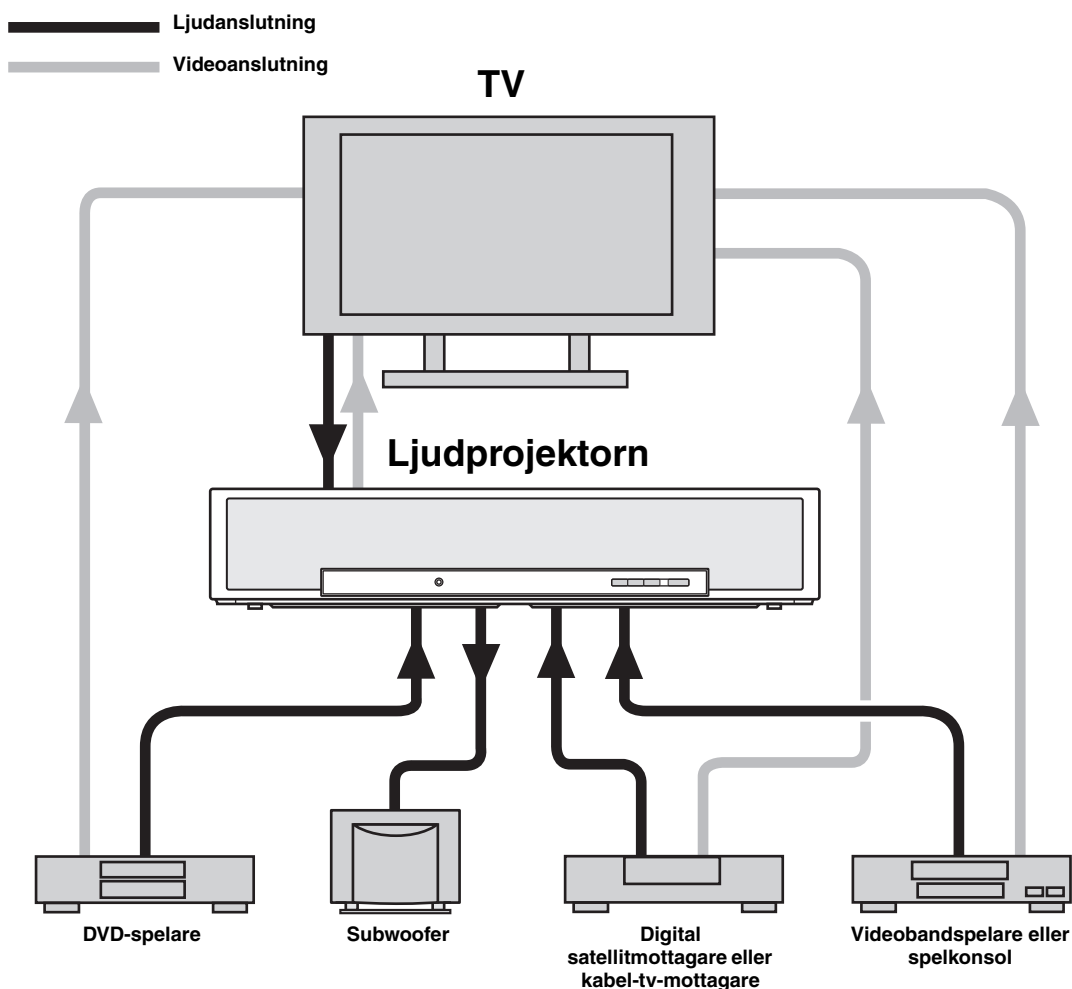 Ljudanslutning
Videoanslutning
TV
Ljudprojektorn
DVD-spelare
Subwoofer
Digital
satellitmottagare eller
kabel-tv-mottagare
Videobandspelare eller
spelkonsol